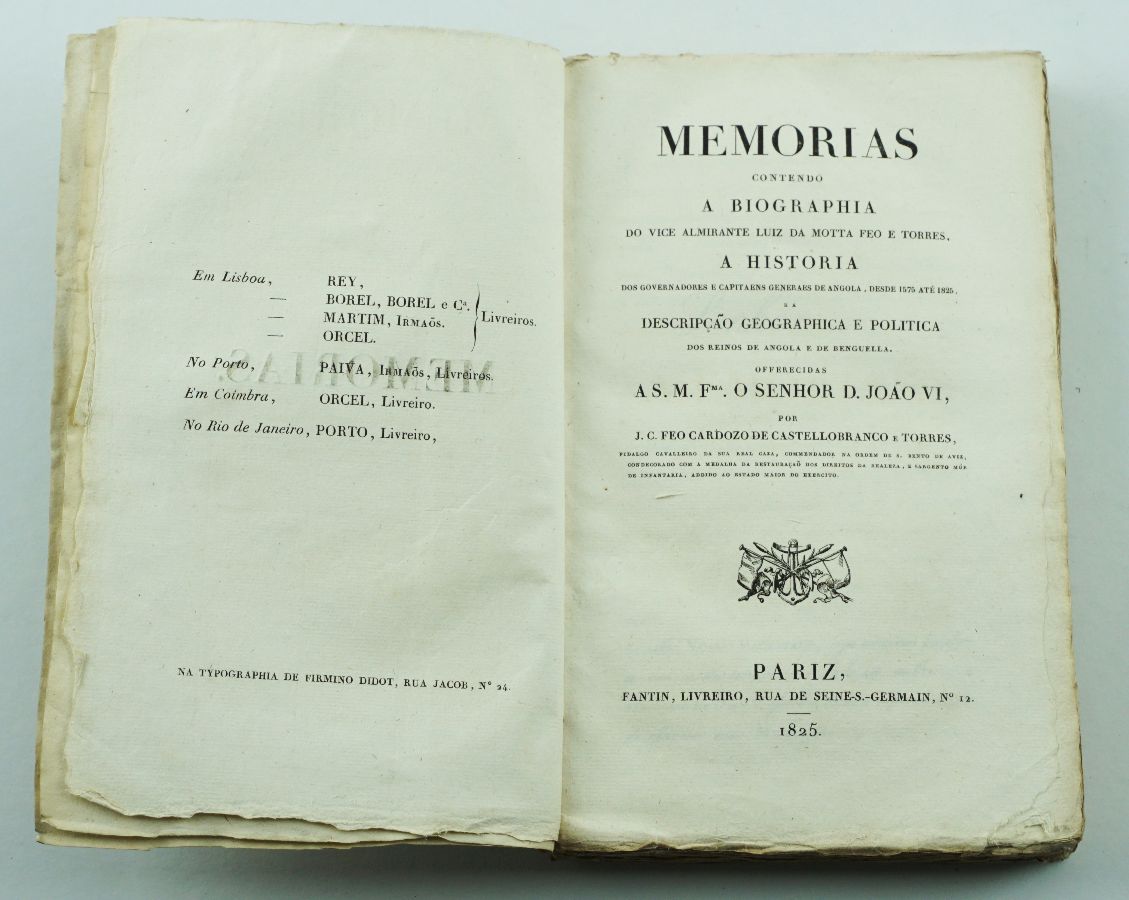 Em Lisboa, REY,
— BOREL, BOREL e Cª.
— MARTIM, IRMAÕS. Livreiros.
— ORCEL.
No Porto, PAIVA, IRMAÕS, Livreiros.
Em Coimbra, ORCEL, Livreiro.
No Rio de Janeiro, PORTO, Livreiro,
MEMORIAS.
NA TYPOGRAPHIA DE FIRMINO DIDOT, RUA JACOB, Nº 24.
MEMORIAS
CONTENDO
A BIOGRAPHIA
DO VICE ALMIRANTE LUIZ DA MOTTA FEO E TORRES,
A HISTORIA
DOS GOVERNADORES E CAPITAENS GENERAES DE ANGOLA, DESDE 1575 ATÉ 1825,
E A
DESCRIPÇÃO GEOGRAPHICA E POLITICA
DOS REINOS DE ANGOLA E DE BENGUELLA.
OFFERECIDAS
A S. M. Fᴹᴬ. O SENHOR D. JOÃO VI,
POR
J. C. FEO CARDOZO DE CASTELLOBRANCO E TORRES,
FIDALGO CAVALLEIRO DA SUA REAL CAZA, COMMENDADOR NA ORDEM DE S. BENTO DE AVIZ,
CONDECORADO COM A MEDALHA DA RESTAURAÇÕ DOS DIREITOS DA REALEZA, E SARGENTO MÓR
DE INFANTARIA, ADDIDO AO ESTADO MAIOR DO EXERCITO.
PARIZ,
FANTIN, LIVREIRO, RUA DE SEINE-S.-GERMAIN, Nº 12.
1825.